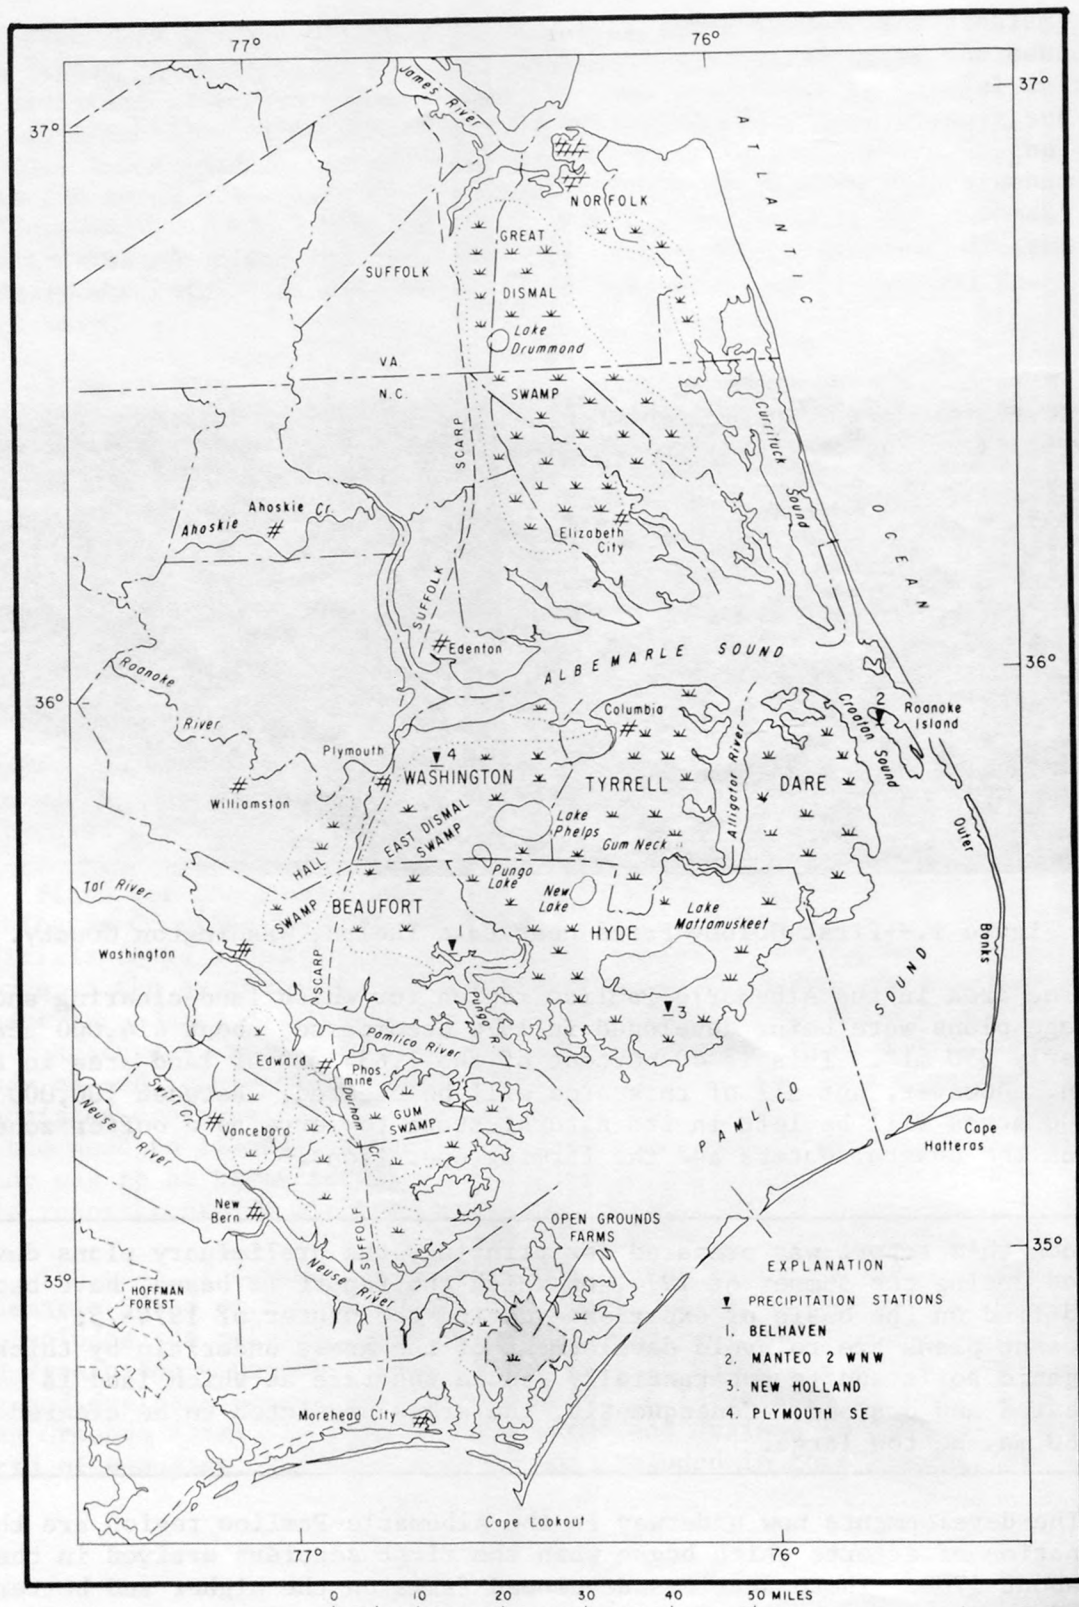 77°
76°
37°
37°
James River
ATLANTIC
NORFOLK
GREAT
SUFFOLK
DISMAL
Lake
Drummond
VA.
N.C.
SWAMP
Currituck
Sound
SCARP
OCEAN
Ahoskie Cr.
Ahoskie
Elizabeth
City
SUFFOLK
Edenton
ALBEMARLE SOUND
36°
36°
Roanoke
River
Columbia
2
Roanoke
Island
Croatan Sound
Plymouth
4
WASHINGTON
TYRRELL
Alligator River
DARE
Williamston
Lake
Phelps
EAST DISMAL
SWAMP
Gum Neck
Outer
HALL
SWAMP
Pungo
Lake
New
Lake
Tar River
BEAUFORT
Lake
Mattamuskeet
HYDE
Banks
Washington
1
SCARP
Pungo R.
SOUND
3
Pamlico River
Edward
Phos.
mine
Swift Cr.
Durham
Cr.
GUM
SWAMP
Neuse
River
Vanceboro
PAMLICO
Cape
Hatteras
New
Bern
SUFFOLK
OPEN GROUNDS
FARMS
Neuse
River
35°
35°
HOFFMAN
FOREST
EXPLANATION
PRECIPITATION STATIONS
1. BELHAVEN
2. MANTEO 2 WNW
3. NEW HOLLAND
4. PLYMOUTH 5E
Morehead City
Cape Lookout
77°
76°
0 10 20 30 40 50 MILES